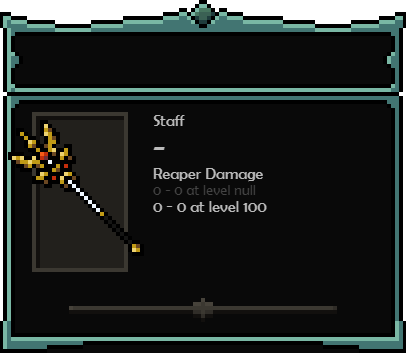 Staff
–
Reaper Damage
0 - 0 at level null
0 - 0 at level 100